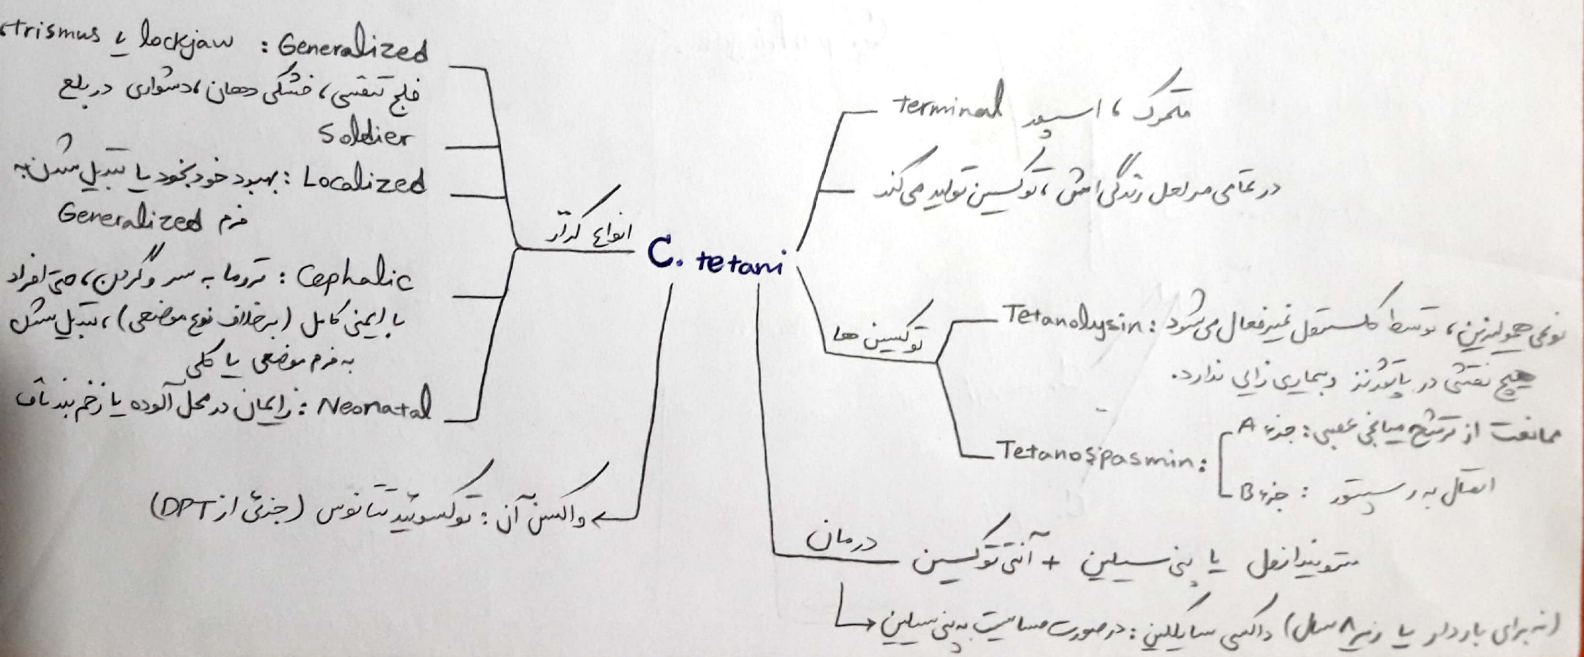 C. tetani
متحرک، اسپور terminal
در تمامی مراحل زندگی اش، توکسین تولید می‌کند
توکسین ها
Tetanolysin: نوعی همولیزین، توسط کلسترول غیرفعال می‌شود
هیچ نقشی در پاتوژنز و بیماری زایی ندارد.
Tetanospasmin:
جزء A: ممانعت از ترشح میانجی عصبی
جزء B: اتصال به رسپتور
درمان
مترونیدازول یا پنی سیلین + آنتی توکسین
داکسی سایکلین: در صورت حساسیت به پنی سیلین (نه برای باردار یا زیر ۸ سال)
واکسن آن: توکسوئید تتانوس (جزئی از DPT)
انواع کزاز
Generalized: lockjaw یا trismus،
فلج تنفسی، خشکی دهان، دشواری در بلع
Soldier
Localized: بهبود خودبخود یا تبدیل شدن به
فرم Generalized
Cephalic: تروما به سر و گردن، حتی افراد
با ایمنی کامل (برخلاف نوع موضعی)، تبدیل شدن
به فرم موضعی یا کلی
Neonatal: زایمان در محل آلوده یا زخم بند ناف